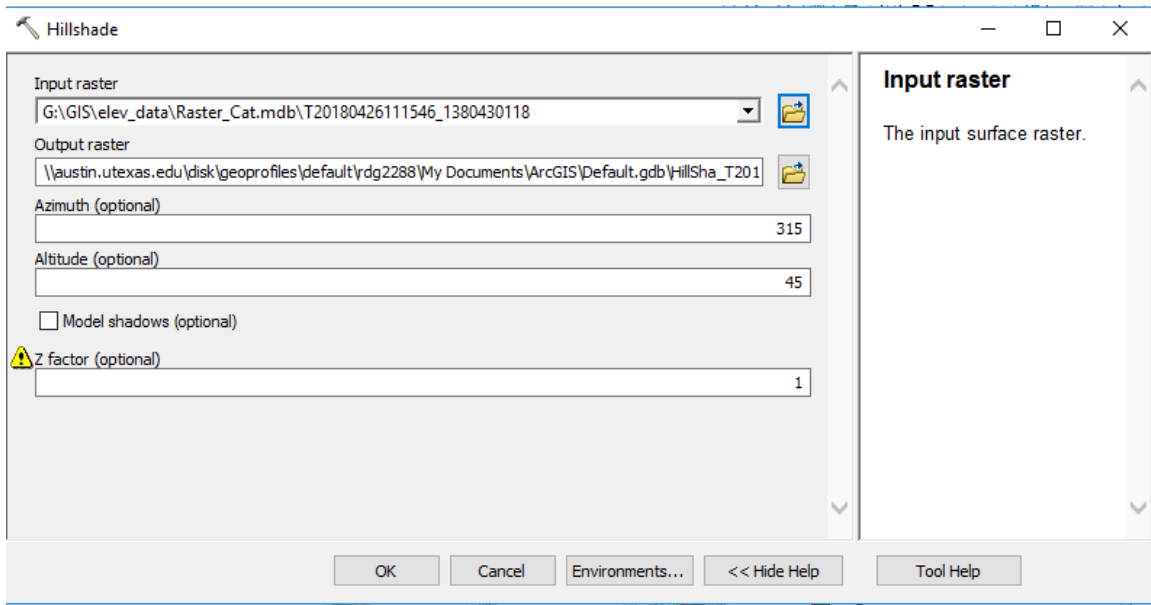 Hillshade
Input raster
G:\GIS\elev_data\Raster_Cat.mdb\T20180426111546_1380430118
Output raster
\\austin.utexas.edu\disk\geoprofiles\default\rdg2288\My Documents\ArcGIS\Default.gdb\HillSha_T201
Azimuth (optional)
315
Altitude (optional)
45
Model shadows (optional)
Z factor (optional)
1
OK
Cancel
Environments...
<< Hide Help
Tool Help
Input raster
The input surface raster.